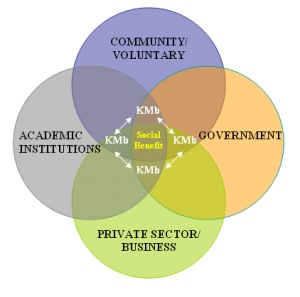 COMMUNITY/
VOLUNTARY
KMb
ACADEMIC
INSTITUTIONS
KMb
Social
Benefit
KMb
GOVERNMENT
KMb
PRIVATE SECTOR/
BUSINESS